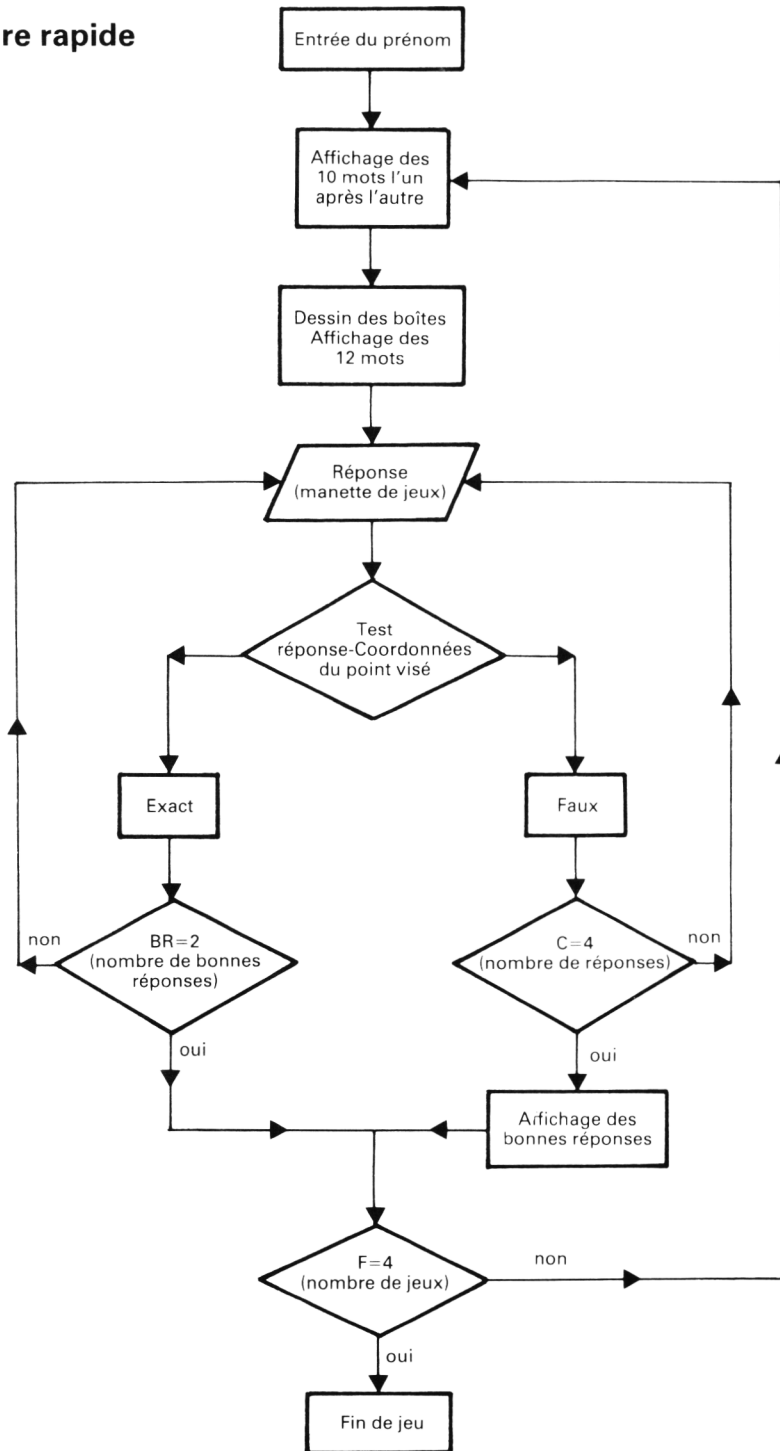 re rapide
Entrée du prénom
Affichage des
10 mots l'un
après l'autre
Dessin des boîtes
Affichage des
12 mots
Réponse
(manette de jeux)
Test
réponse-Coordonnées
du point visé
Exact
Faux
BR=2
(nombre de bonnes
réponses)
non
oui
C=4
(nombre de réponses)
non
oui
Affichage des
bonnes réponses
F=4
(nombre de jeux)
non
oui
Fin de jeu